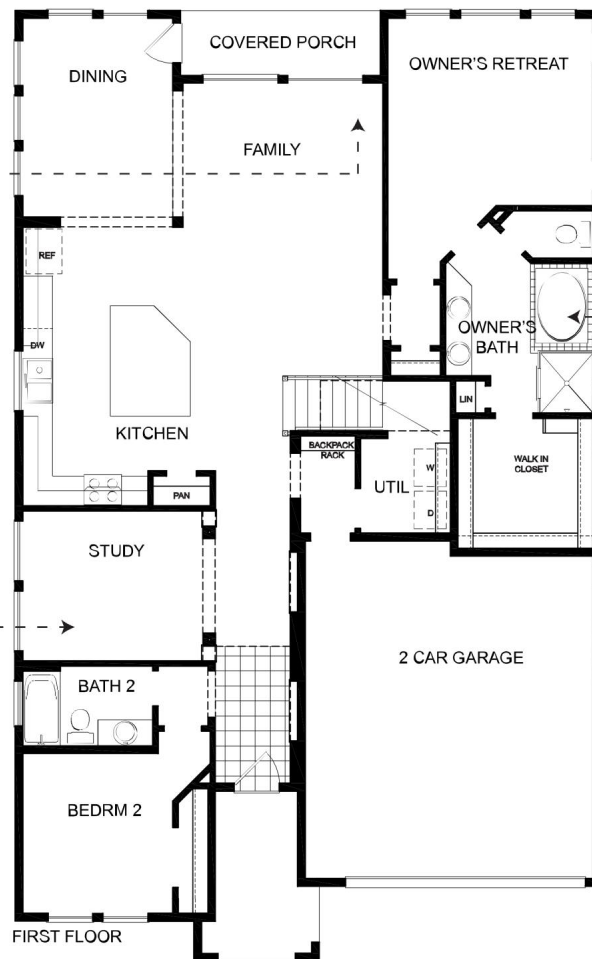 COVERED PORCH
DINING
OWNER'S RETREAT
FAMILY
REF
OWNER'S
BATH
DW
LIN
KITCHEN
BACKPACK
RACK
WALK IN
CLOSET
W
UTIL
PAN
D
STUDY
2 CAR GARAGE
BATH 2
BEDRM 2
FIRST FLOOR